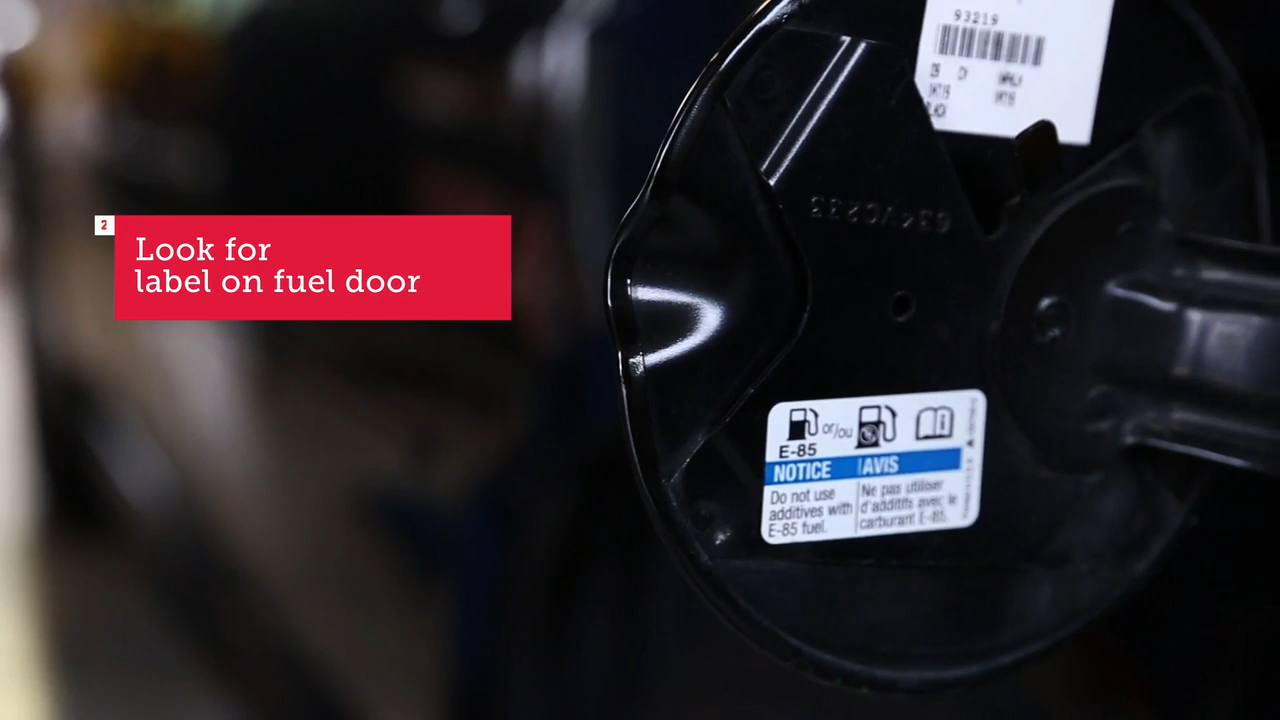 2
Look for
label on fuel door
93219
634VC233
or/ou
E-85
NOTICE
AVIS
Do not use
additives with
E-85 fuel.
Ne pas utiliser
d'additifs avec le
carburant E-85.